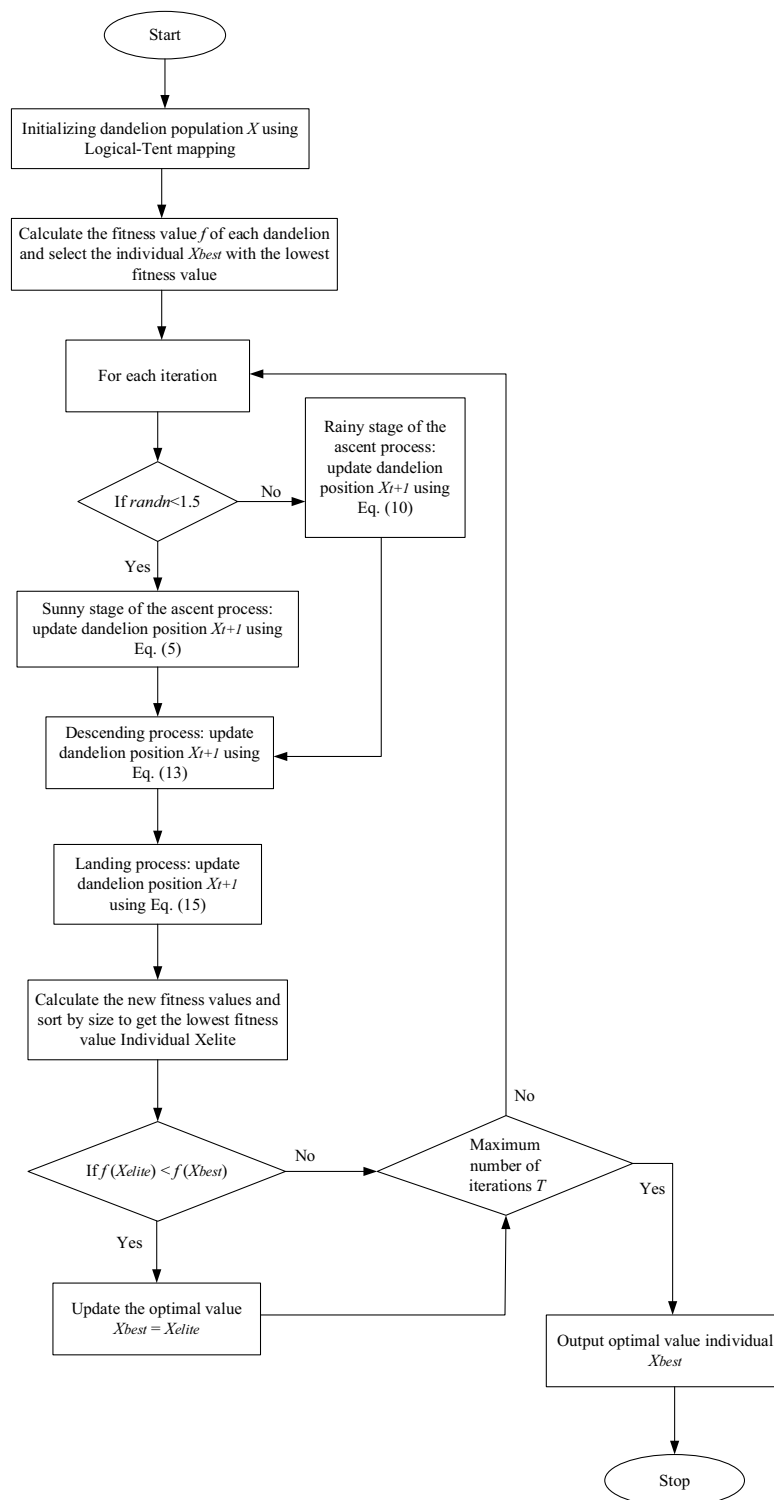 Start
Initializing dandelion population X using
Logical-Tent mapping
Calculate the fitness value f of each dandelion
and select the individual Xbest with the lowest
fitness value
For each iteration
Rainy stage of the
ascent process:
update dandelion
position Xt+1 using
Eq. (10)
If randn<1.5
No
Yes
Sunny stage of the ascent process:
update dandelion position Xt+1 using
Eq. (5)
Descending process: update
dandelion position Xt+1 using
Eq. (13)
Landing process: update
dandelion position Xt+1
using Eq. (15)
Calculate the new fitness values and
sort by size to get the lowest fitness
value Individual Xelite
No
If f (Xelite) < f (Xbest)
No
Maximum
number of
iterations T
Yes
Yes
Update the optimal value
Xbest = Xelite
Output optimal value individual
Xbest
Stop